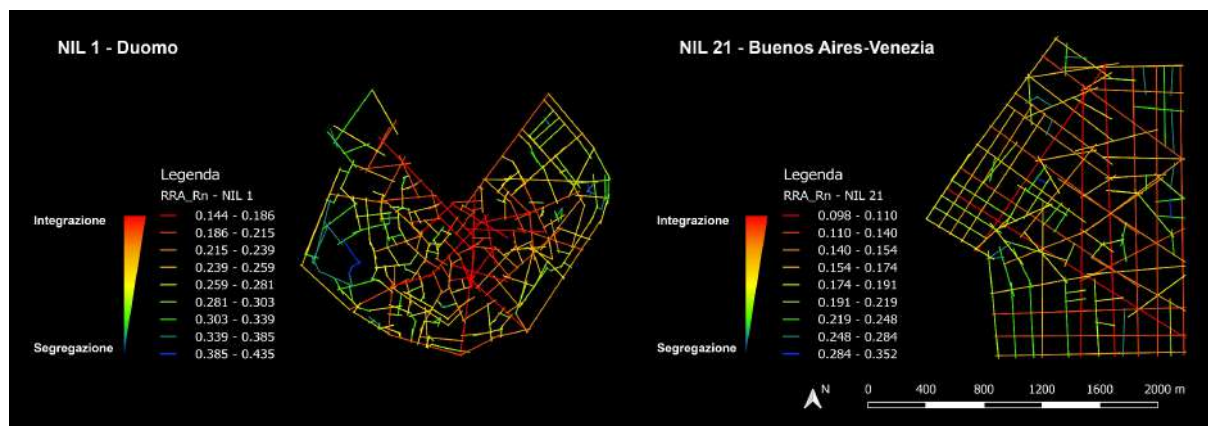 NIL 1 - Duomo
Legenda
RRA_Rn - NIL 1
Integrazione
0.144 - 0.186
0.186 - 0.215
0.215 - 0.239
0.239 - 0.259
0.259 - 0.281
0.281 - 0.303
0.303 - 0.339
0.339 - 0.385
Segregazione
0.385 - 0.435
NIL 21 - Buenos Aires-Venezia
Legenda
RRA_Rn - NIL 21
Integrazione
0.098 - 0.110
0.110 - 0.140
0.140 - 0.154
0.154 - 0.174
0.174 - 0.191
0.191 - 0.219
0.219 - 0.248
0.248 - 0.284
Segregazione
0.284 - 0.352
N
0 400 800 1200 1600 2000 m